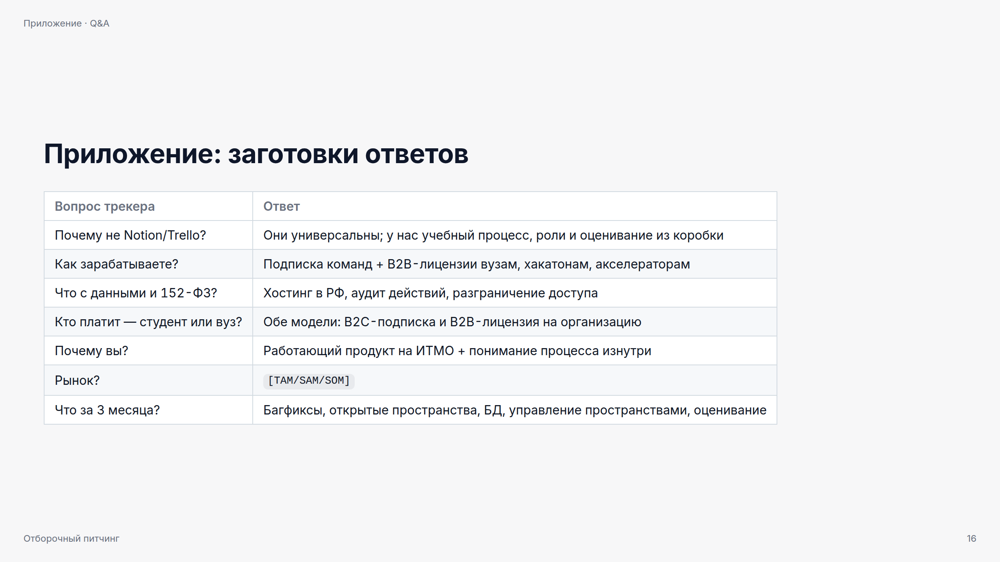 Приложение · Q&A
Приложение: заготовки ответов
Вопрос трекера Ответ
Почему не Notion/Trello? Они универсальны; у нас учебный процесс, роли и оценивание из коробки
Как зарабатываете? Подписка команд + B2B-лицензии вузам, хакатонам, акселераторам
Что с данными и 152-ФЗ? Хостинг в РФ, аудит действий, разграничение доступа
Кто платит — студент или вуз? Обе модели: B2C-подписка и B2B-лицензия на организацию
Почему вы? Работающий продукт на ИТМО + понимание процесса изнутри
Рынок? [TAM/SAM/SOM]
Что за 3 месяца? Багфиксы, открытые пространства, БД, управление пространствами, оценивание
Отборочный питчинг 16